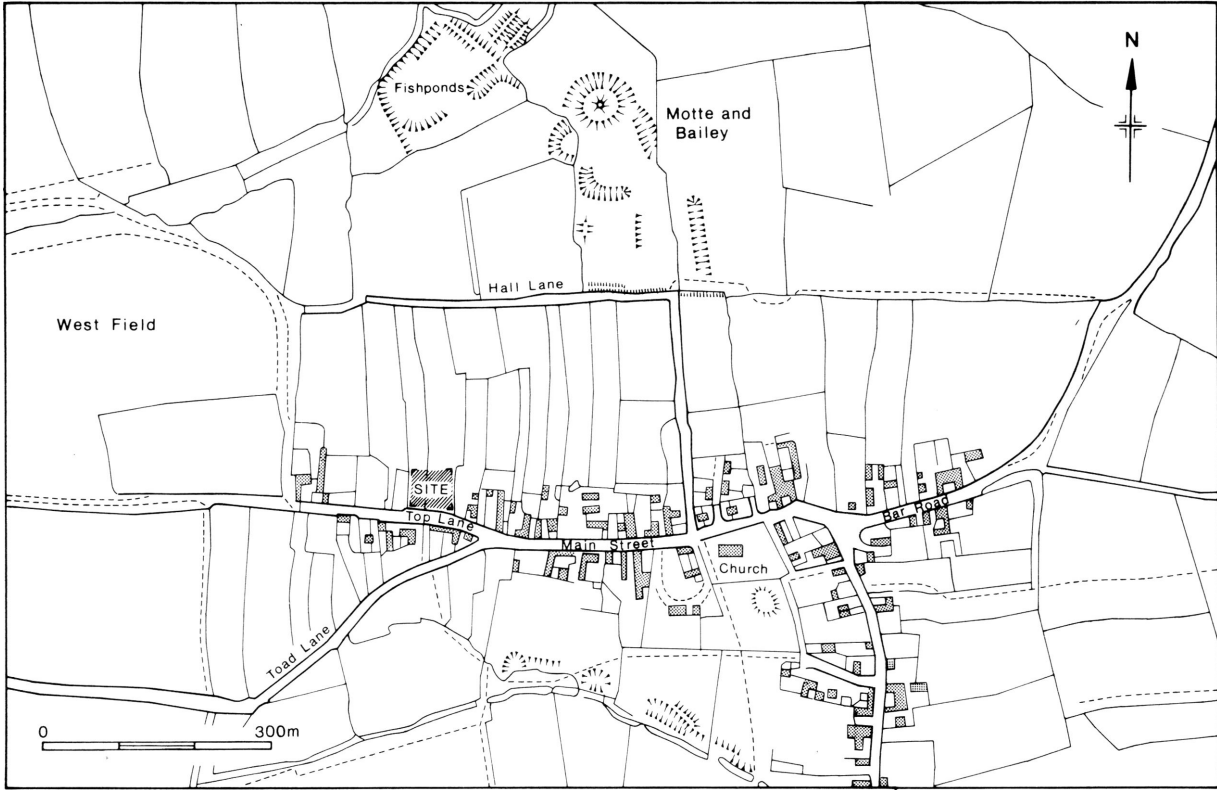 N
Fishponds
Motte and
Bailey
Hall Lane
West Field
SITE
Top Lane
Main Street
Bar Road
Church
Toad Lane
0 300m